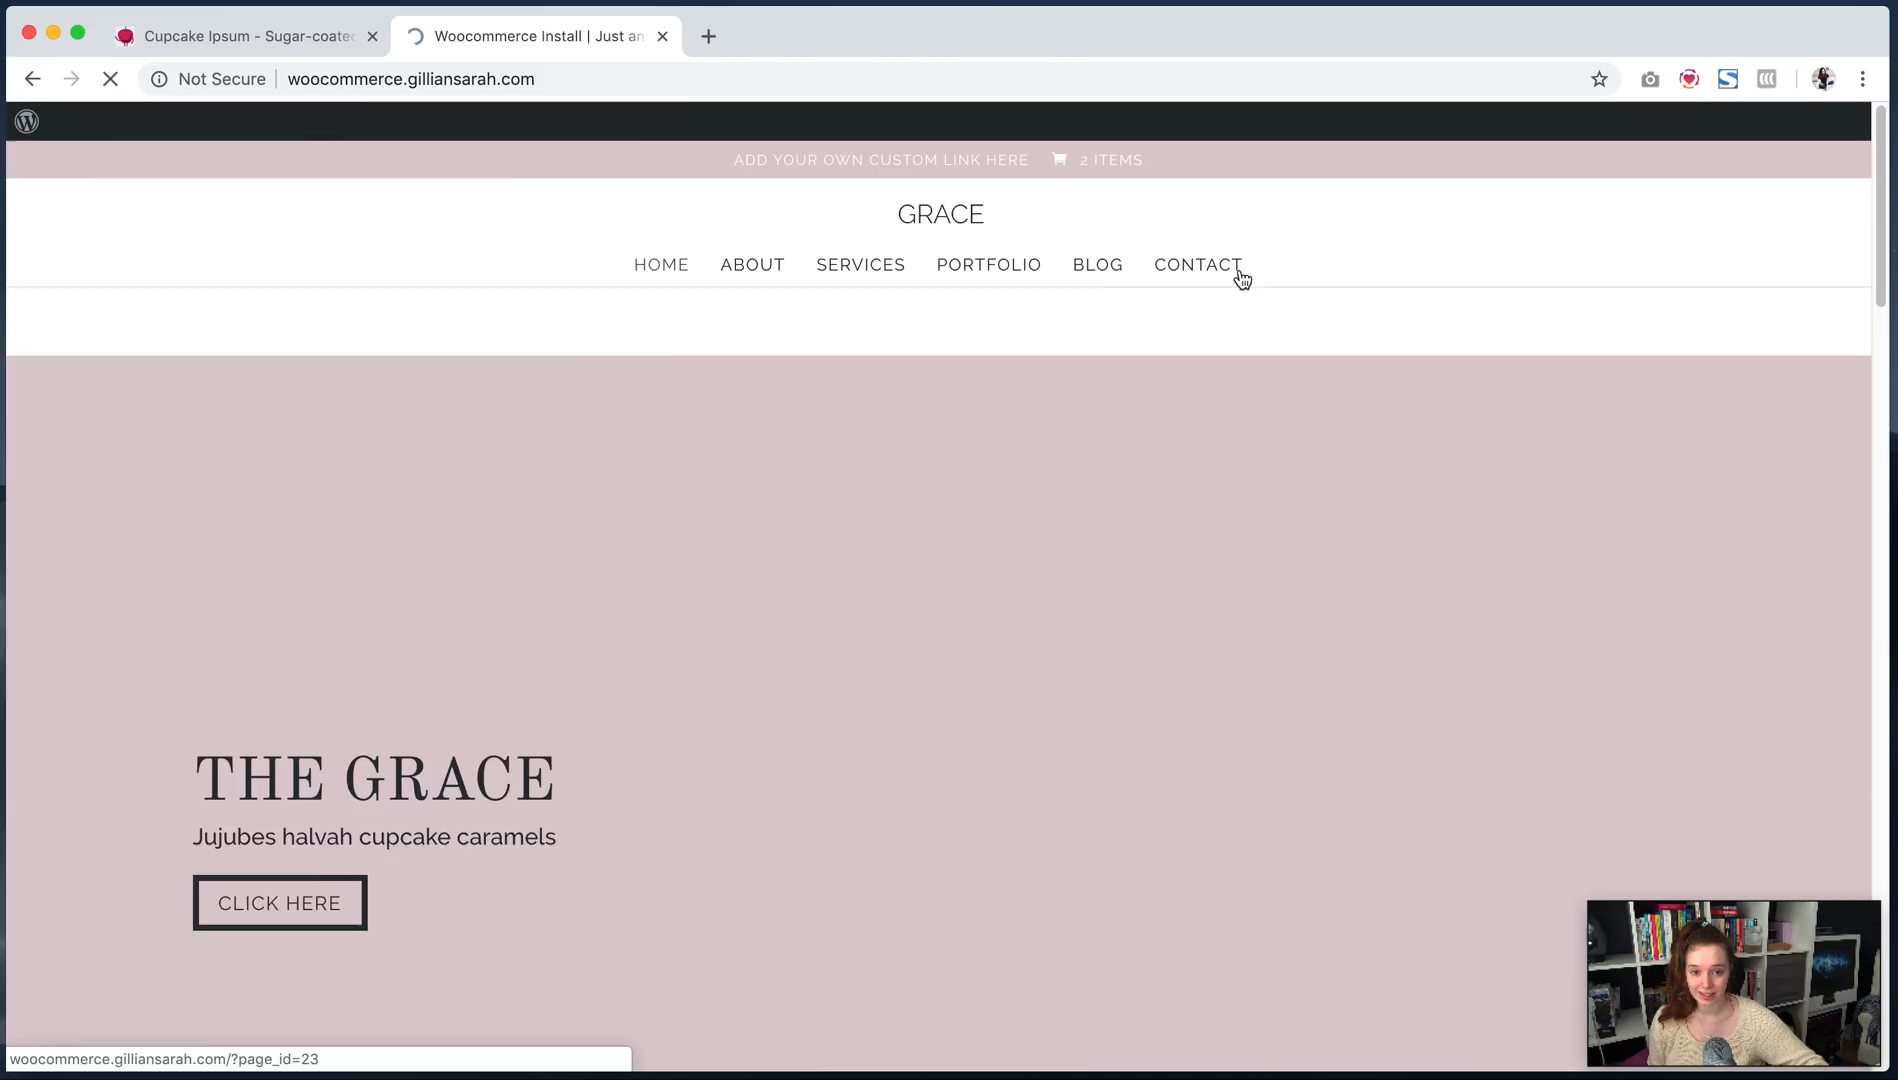 Cupcake Ipsum - Sugar-coated
Woocommerce Install | Just an
Not Secure
woocommerce.gilliansarah.com
ADD YOUR OWN CUSTOM LINK HERE
2 ITEMS
GRACE
HOME
ABOUT
SERVICES
PORTFOLIO
BLOG
CONTACT
THE GRACE
Jujubes halvah cupcake caramels
CLICK HERE
woocommerce.gilliansarah.com/?page_id=23